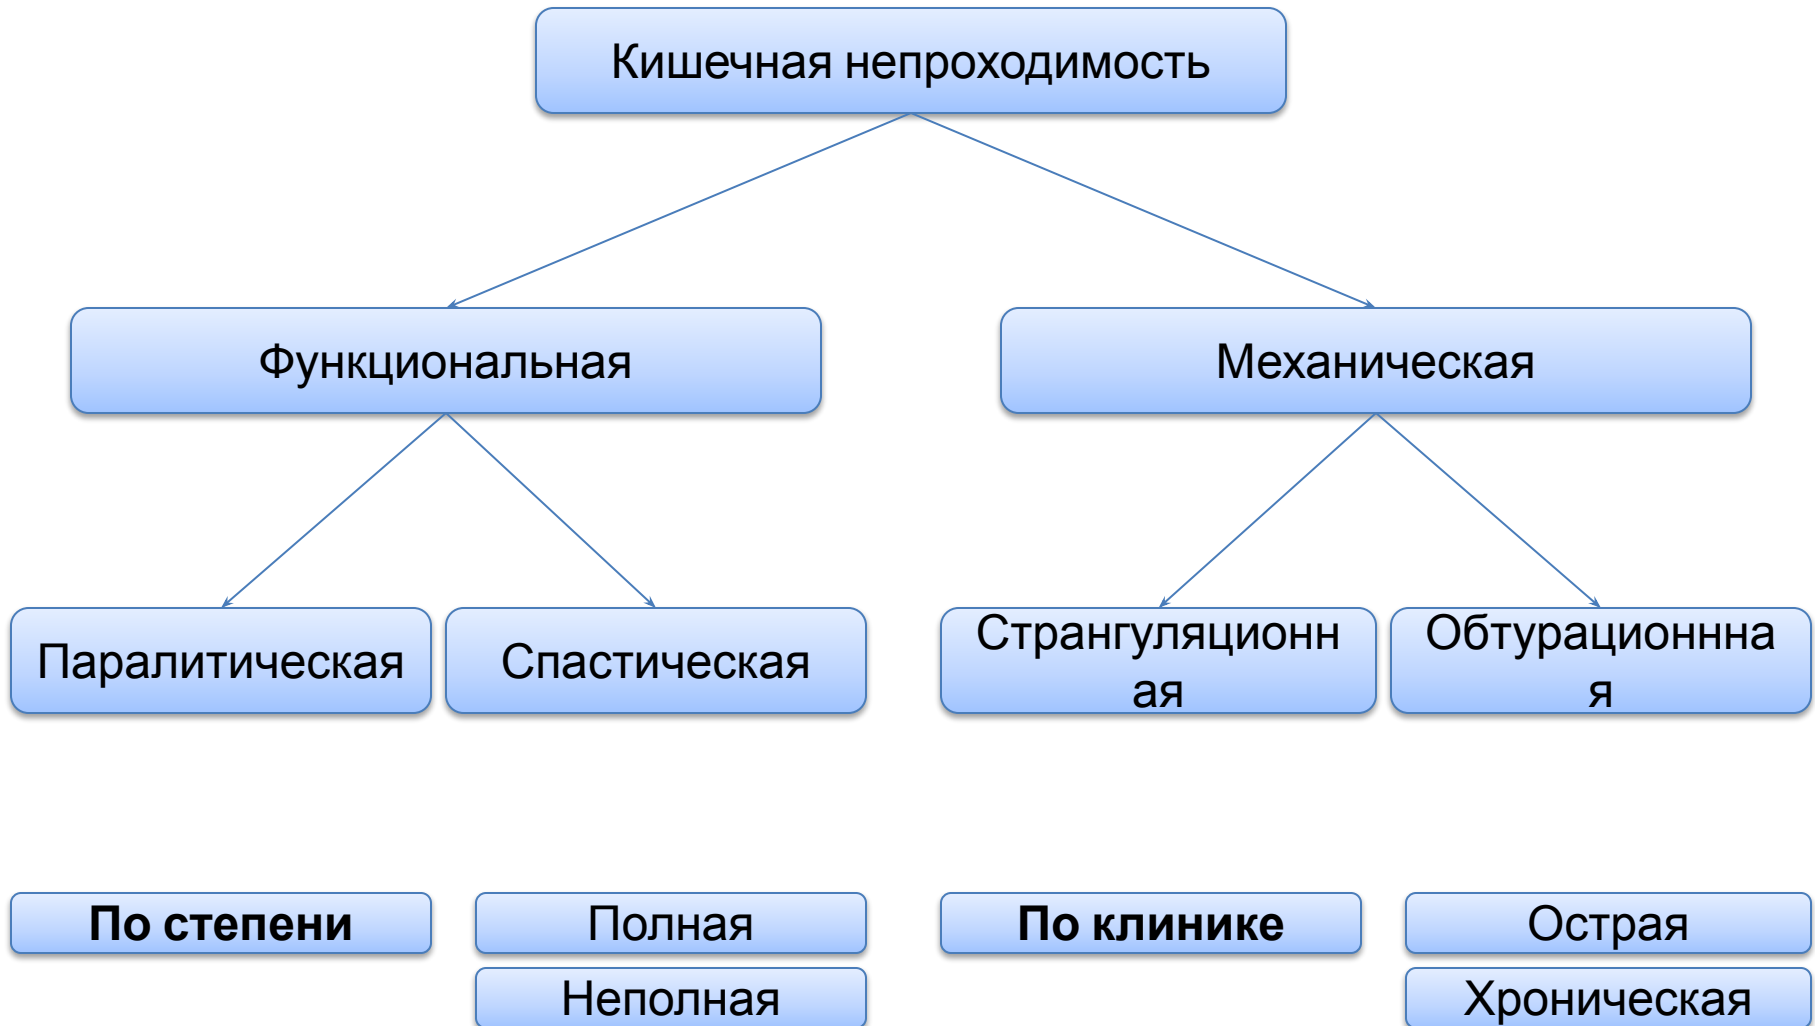 Кишечная непроходимость
Функциональная
Механическая
Паралитическая
Спастическая
Странгуляционн
ая
Обтурационнна
я
По степени
Полная
По клинике
Острая
Неполная
Хроническая